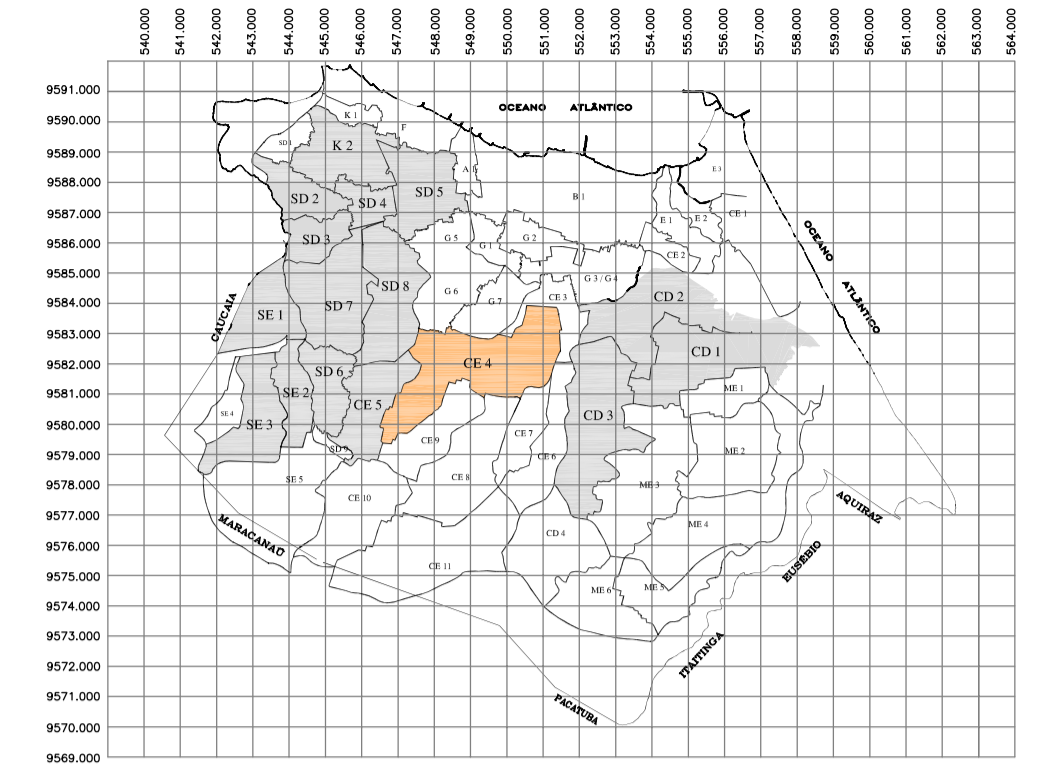 540.000 541.000 542.000 543.000 544.000 545.000 546.000 547.000 548.000 549.000 550.000 551.000 552.000 553.000 554.000 555.000 556.000 557.000 558.000 559.000 560.000 561.000 562.000 563.000 564.000
9591.000
9590.000
9589.000
9588.000
9587.000
9586.000
9585.000
9584.000
9583.000
9582.000
9581.000
9580.000
9579.000
9578.000
9577.000
9576.000
9575.000
9574.000
9573.000
9572.000
9571.000
9570.000
9569.000
OCEANO ATLÂNTICO
K 1
F
SD 1
K 2
A 1
E 3
SD 2
SD 4
SD 5
B 1
E 1
E 2
CE 1
SD 3
G 5
G 1
G 2
CE 2
OCEANO ATLÂNTICO
SD 8
G 6
G 7
CE 3
G 3 / G 4
CD 2
CAUCAIA
SE 1
SD 7
CD 1
CE 4
SD 6
SE 2
CE 5
ME 1
SE 4
SE 3
CD 3
CE 9
CE 7
SD 9
CE 6
ME 2
SE 5
CE 8
ME 3
CE 10
AQUIRAZ
MARACANAÚ
CD 4
ME 4
EUSÉBIO
CE 11
ME 6
ME 5
ITAITINGA
PACATUBA